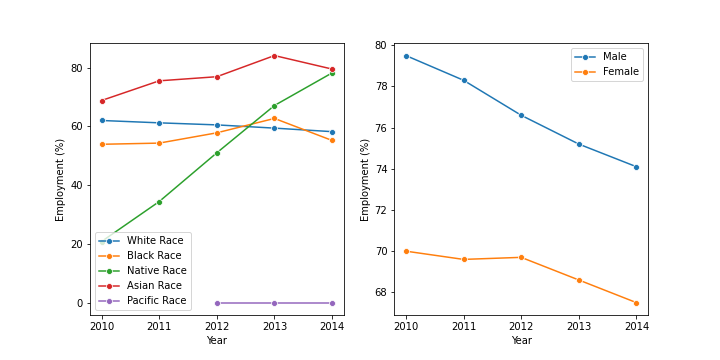 80
60
40
20
0
Employment (%)
White Race
Black Race
Native Race
Asian Race
Pacific Race
2010 2011 2012 2013 2014
Year
80
78
76
74
72
70
68
Employment (%)
Male
Female
2010 2011 2012 2013 2014
Year